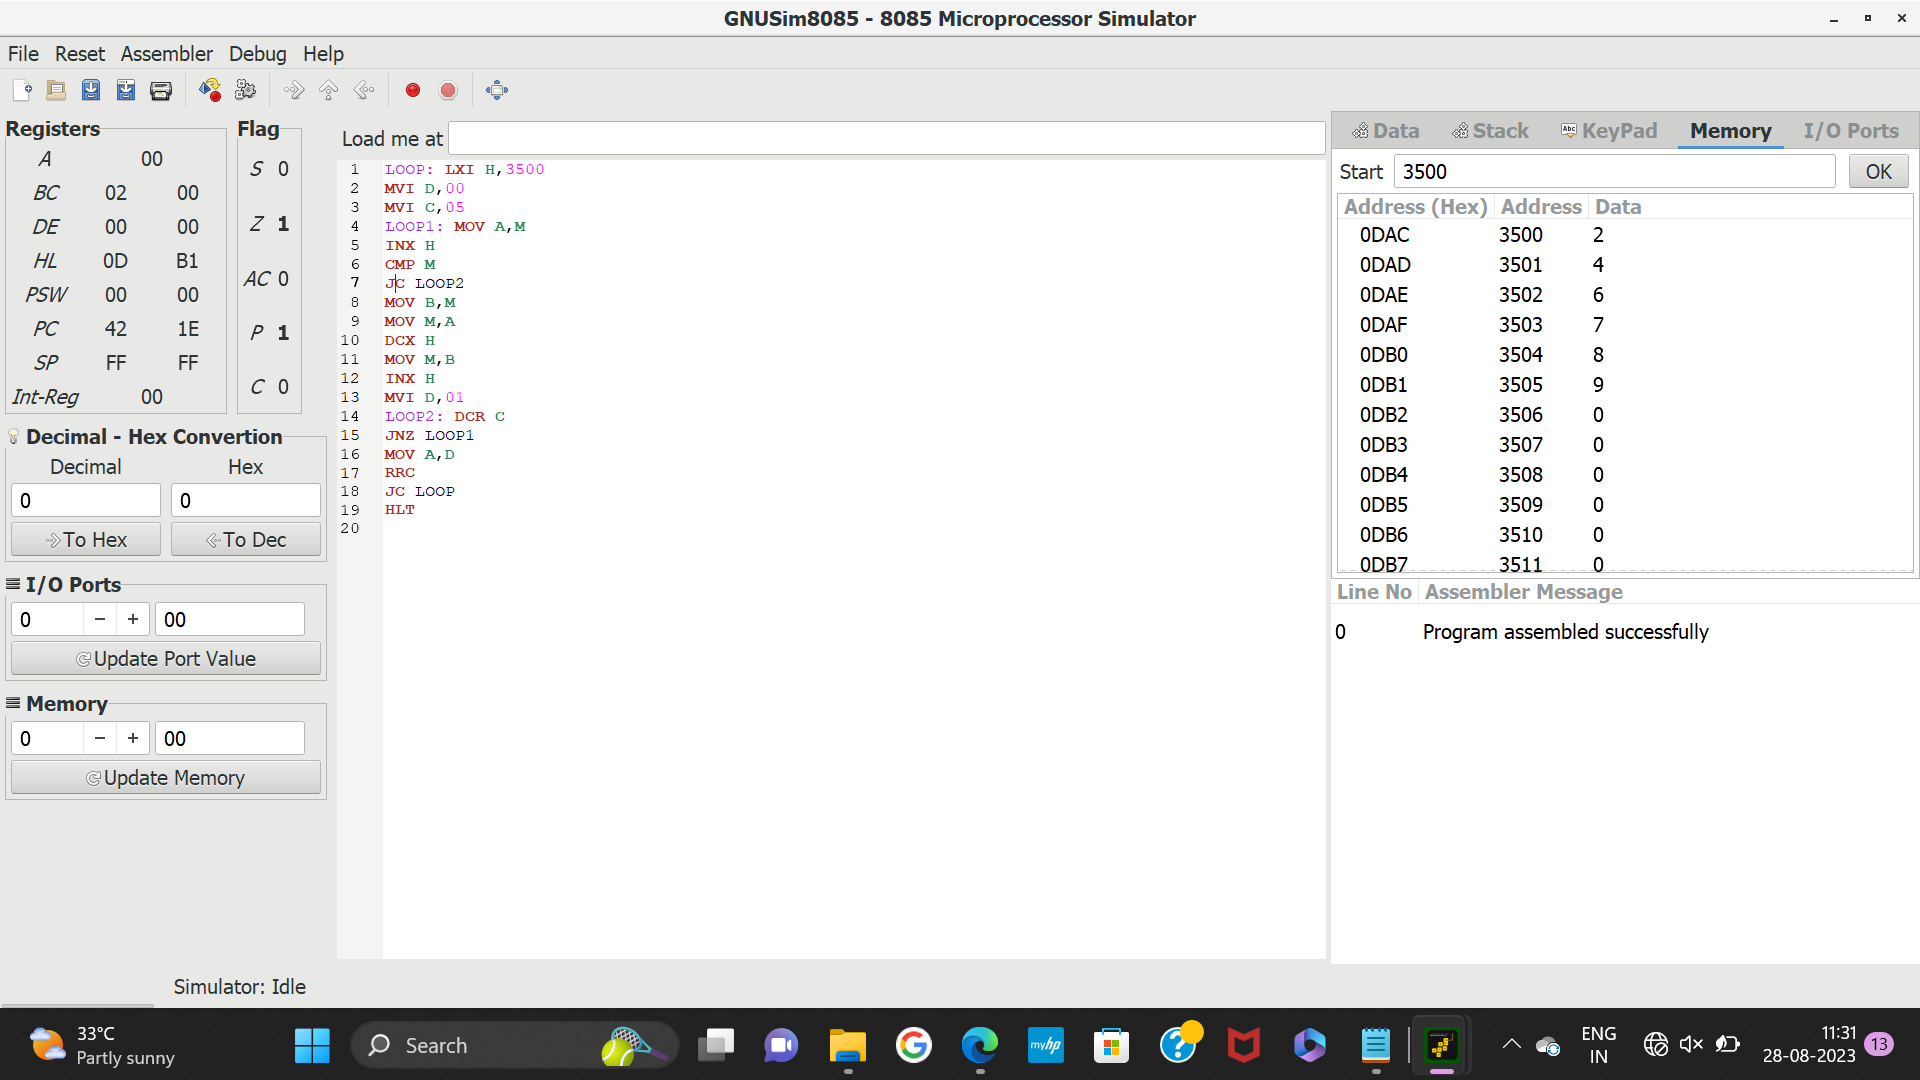 GNUSim8085 - 8085 Microprocessor Simulator
File Reset Assembler Debug Help
Registers
A 00
BC 02 00
DE 00 00
HL 0D B1
PSW 00 00
PC 42 1E
SP FF FF
Int-Reg 00
Flag
S 0
Z 1
AC 0
P 1
C 0
Decimal - Hex Convertion
Decimal Hex
0 0
To Hex To Dec
I/O Ports
0 − + 00
Update Port Value
Memory
0 − + 00
Update Memory
Load me at
1 LOOP: LXI H,3500
2 MVI D,00
3 MVI C,05
4 LOOP1: MOV A,M
5 INX H
6 CMP M
7 JC LOOP2
8 MOV B,M
9 MOV M,A
10 DCX H
11 MOV M,B
12 INX H
13 MVI D,01
14 LOOP2: DCR C
15 JNZ LOOP1
16 MOV A,D
17 RRC
18 JC LOOP
19 HLT
20
Data Stack Abc KeyPad Memory I/O Ports
Start 3500 OK
Address (Hex) Address Data
0DAC 3500 2
0DAD 3501 4
0DAE 3502 6
0DAF 3503 7
0DB0 3504 8
0DB1 3505 9
0DB2 3506 0
0DB3 3507 0
0DB4 3508 0
0DB5 3509 0
0DB6 3510 0
0DB7 3511 0
Line No Assembler Message
0 Program assembled successfully
Simulator: Idle
33°C
Partly sunny
Search
myhp
ENG
IN
11:31
28-08-2023
13